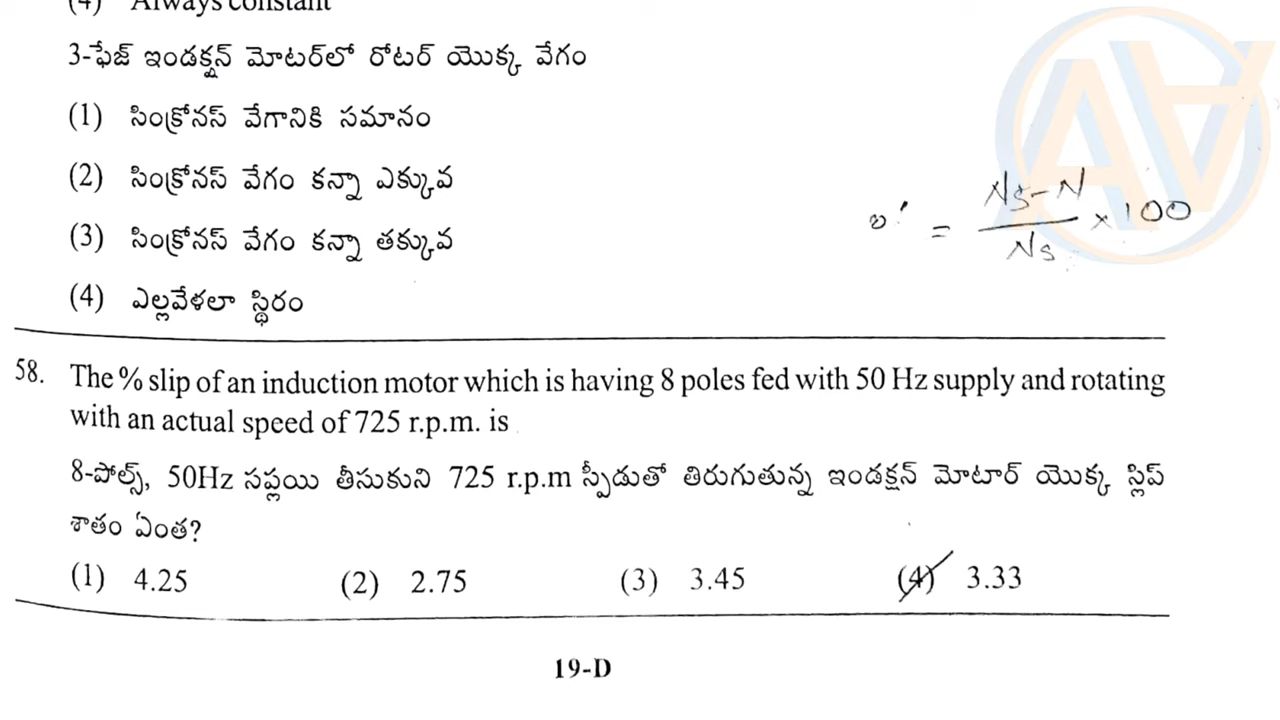 (4) Always constant
3-ఫేజ్ ఇండక్షన్ మోటర్‌లో రోటర్ యొక్క వేగం
(1) సింక్రోనస్ వేగానికి సమానం
(2) సింక్రోనస్ వేగం కన్నా ఎక్కువ
(3) సింక్రోనస్ వేగం కన్నా తక్కువ
(4) ఎల్లవేళలా స్థిరం
= Ns-N / Ns × 100
58. The % slip of an induction motor which is having 8 poles fed with 50 Hz supply and rotating
with an actual speed of 725 r.p.m. is
8-పోల్స్, 50Hz సప్లయి తీసుకుని 725 r.p.m స్పీడుతో తిరుగుతున్న ఇండక్షన్ మోటార్ యొక్క స్లిప్
శాతం ఏంత?
(1) 4.25 (2) 2.75 (3) 3.45 (4) 3.33
19-D